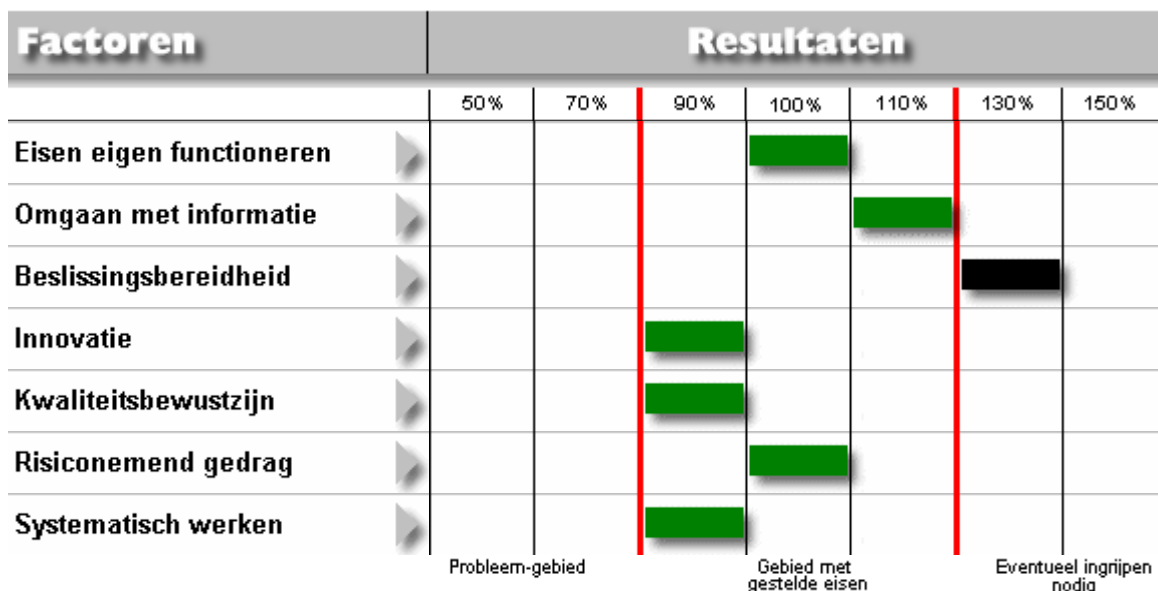 Factoren Resultaten
50% 70% 90% 100% 110% 130% 150%
Eisen eigen functioneren
Omgaan met informatie
Beslissingsbereidheid
Innovatie
Kwaliteitsbewustzijn
Risiconemend gedrag
Systematisch werken
Probleem-gebied Gebied met Eventueel ingrijpen
gestelde eisen nodig